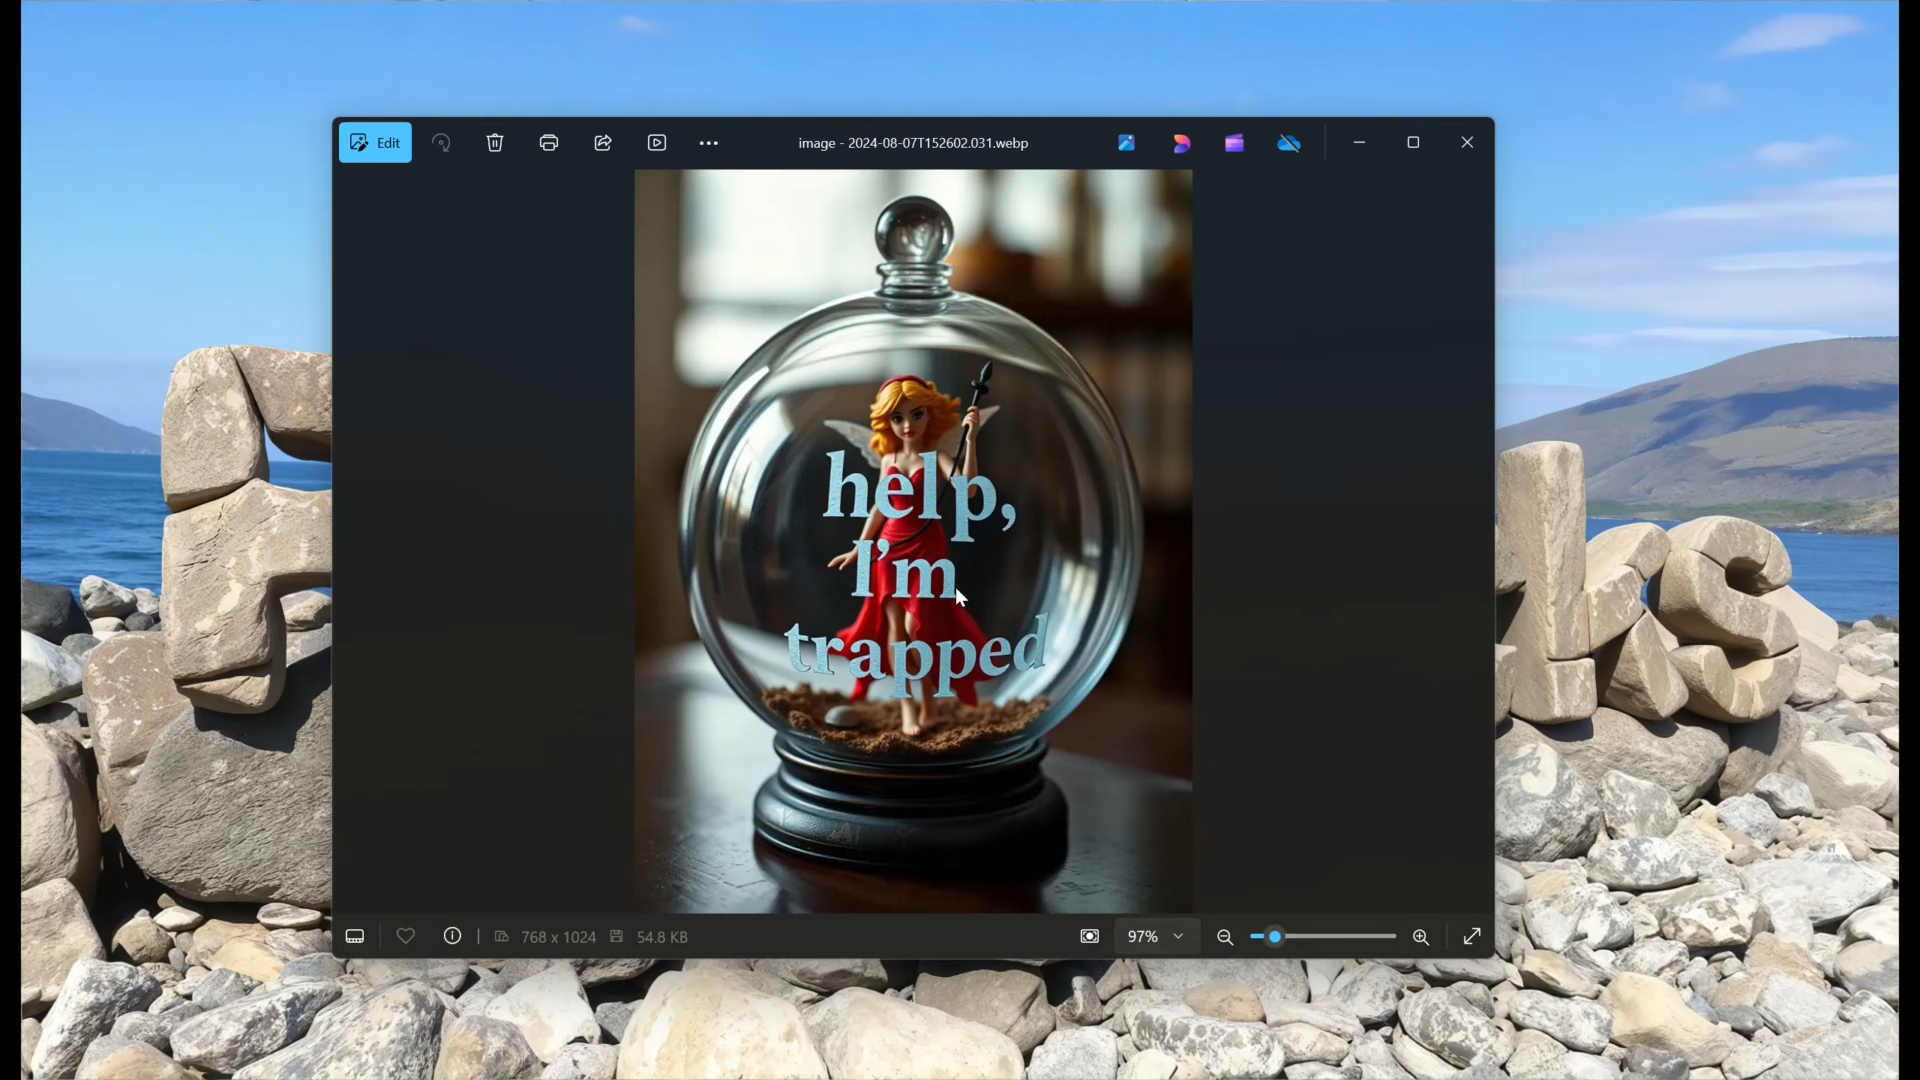 Edit
image - 2024-08-07T152602.031.webp
help,
I'm
trapped
768 x 1024
54.8 KB
97%